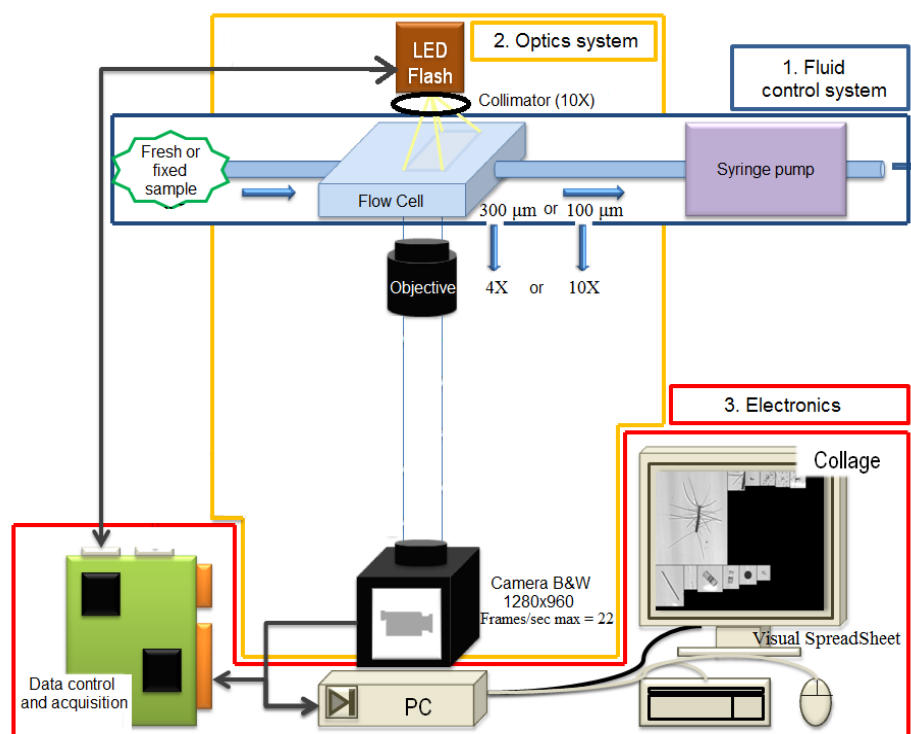 2. Optics system
LED
Flash
Collimator (10X)
1. Fluid
control system
Fresh or
fixed
sample
Flow Cell
Syringe pump
300 μm or 100 μm
Objective
4X or 10X
3. Electronics
Collage
Camera B&W
1280x960
Frames/sec max = 22
Visual SpreadSheet
Data control
and acquisition
PC